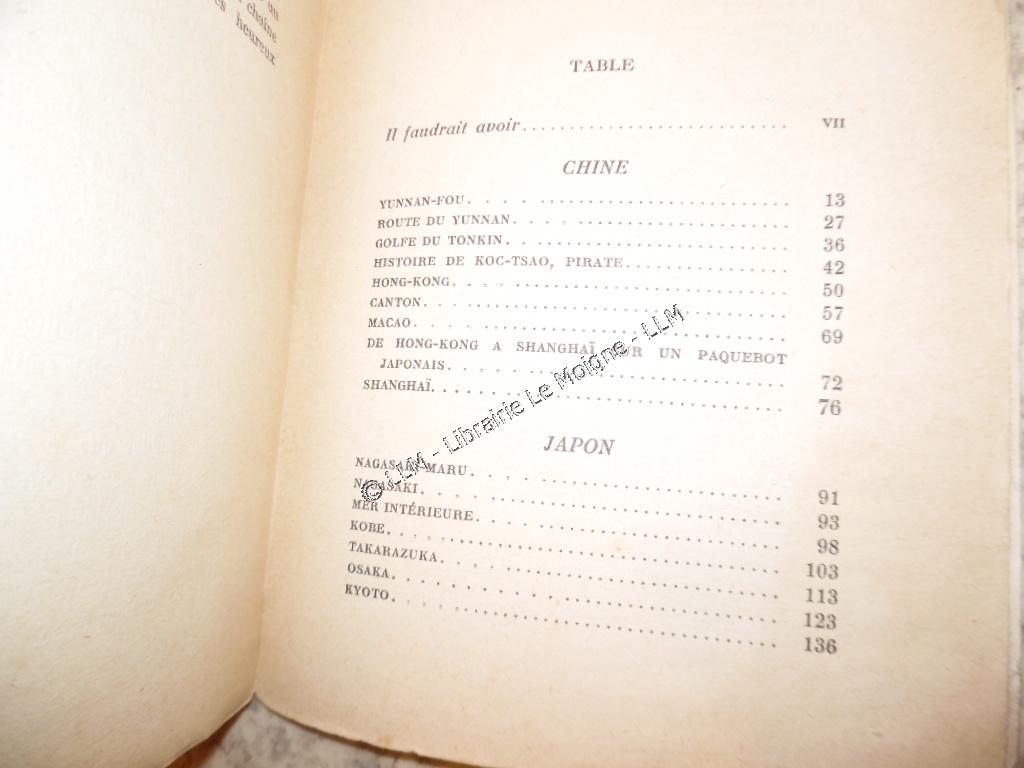 un
chaîne
heureux
TABLE
Il faudrait avoir........................... VII
CHINE
YUNNAN-FOU. . . . . . . . . . . . . . . . . . . . . 13
ROUTE DU YUNNAN. . . . . . . . . . . . . . . . . . 27
GOLFE DU TONKIN. . . . . . . . . . . . . . . . . . 36
HISTOIRE DE KOC-TSAO, PIRATE. . . . . . . . . . . 42
HONG-KONG. . . . . . . . . . . . . . . . . . . . . 50
CANTON. . . . . . . . . . . . . . . . . . . . . . . 57
MACAO. . . . . . . . . . . . . . . . . . . . . . . 69
DE HONG-KONG A SHANGHAÏ SUR UN PAQUEBOT
JAPONAIS. . . . . . . . . . . . . . . . . . . . . . 72
SHANGHAÏ. . . . . . . . . . . . . . . . . . . . . . 76
JAPON
NAGASAKI MARU. . . . . . . . . . . . . . . . . . . 91
NAGASAKI. . . . . . . . . . . . . . . . . . . . . . 93
MER INTÉRIEURE. . . . . . . . . . . . . . . . . . . 98
KOBE. . . . . . . . . . . . . . . . . . . . . . . . 103
TAKARAZUKA. . . . . . . . . . . . . . . . . . . . . 113
OSAKA. . . . . . . . . . . . . . . . . . . . . . . 123
KYOTO. . . . . . . . . . . . . . . . . . . . . . . 136
© LLM - Librairie Le Moigne - LLM